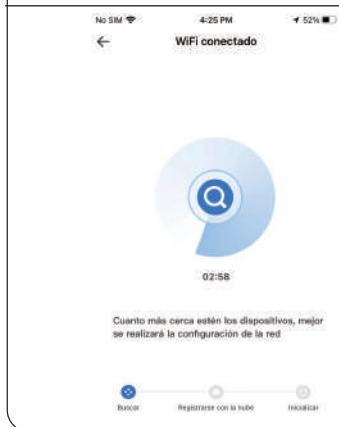 No SIM 4:25 PM 52%
WiFi conectado
02:58
Cuanto más cerca estén los dispositivos, mejor
se realizará la configuración de la red
Buscar Registrarse con la nube Inicializar